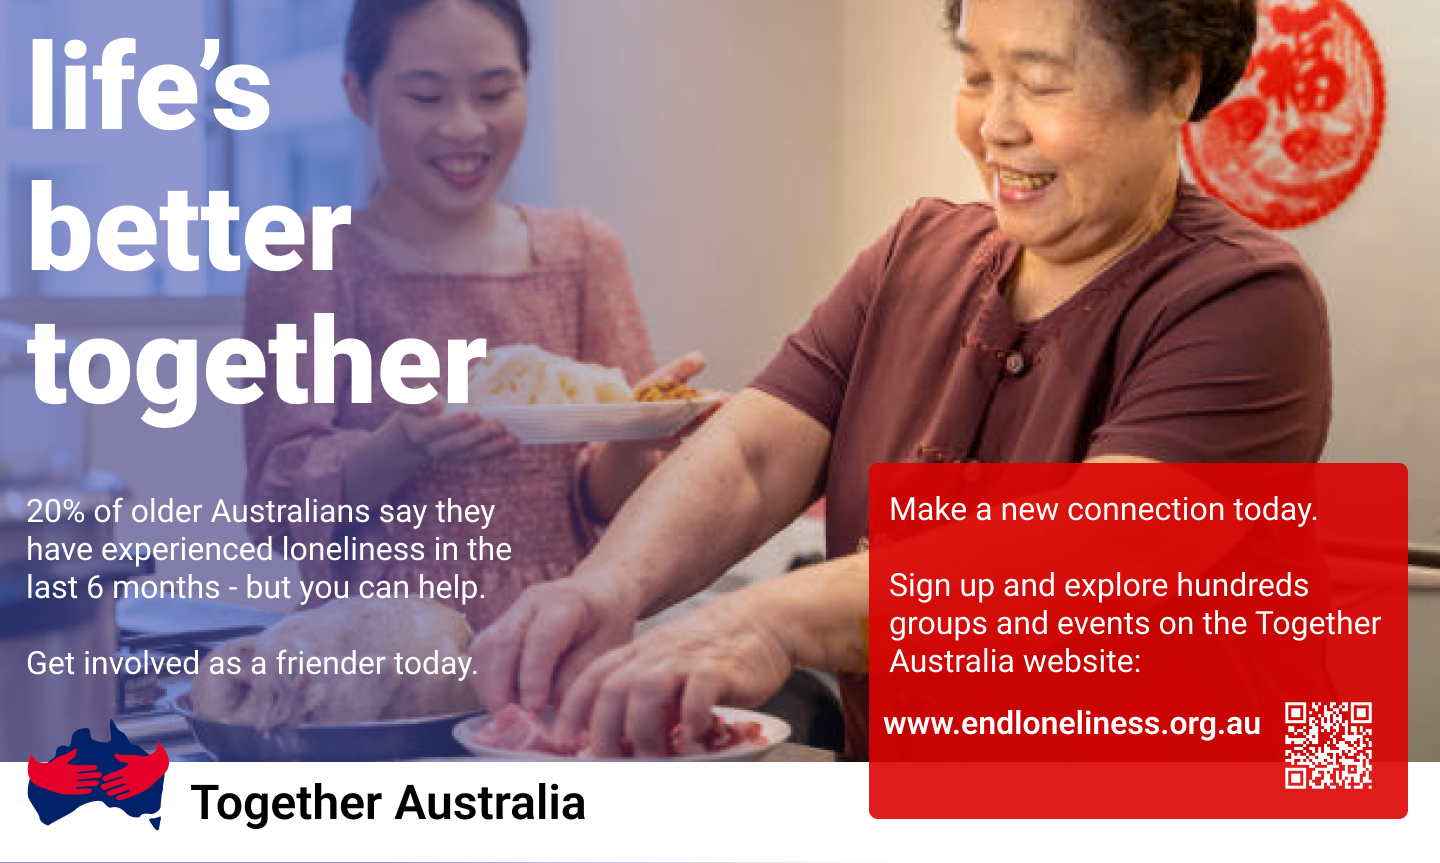 life’s
better
together
20% of older Australians say they
have experienced loneliness in the
last 6 months - but you can help.
Get involved as a friender today.
Together Australia
福
Make a new connection today.
Sign up and explore hundreds
groups and events on the Together
Australia website:
www.endloneliness.org.au